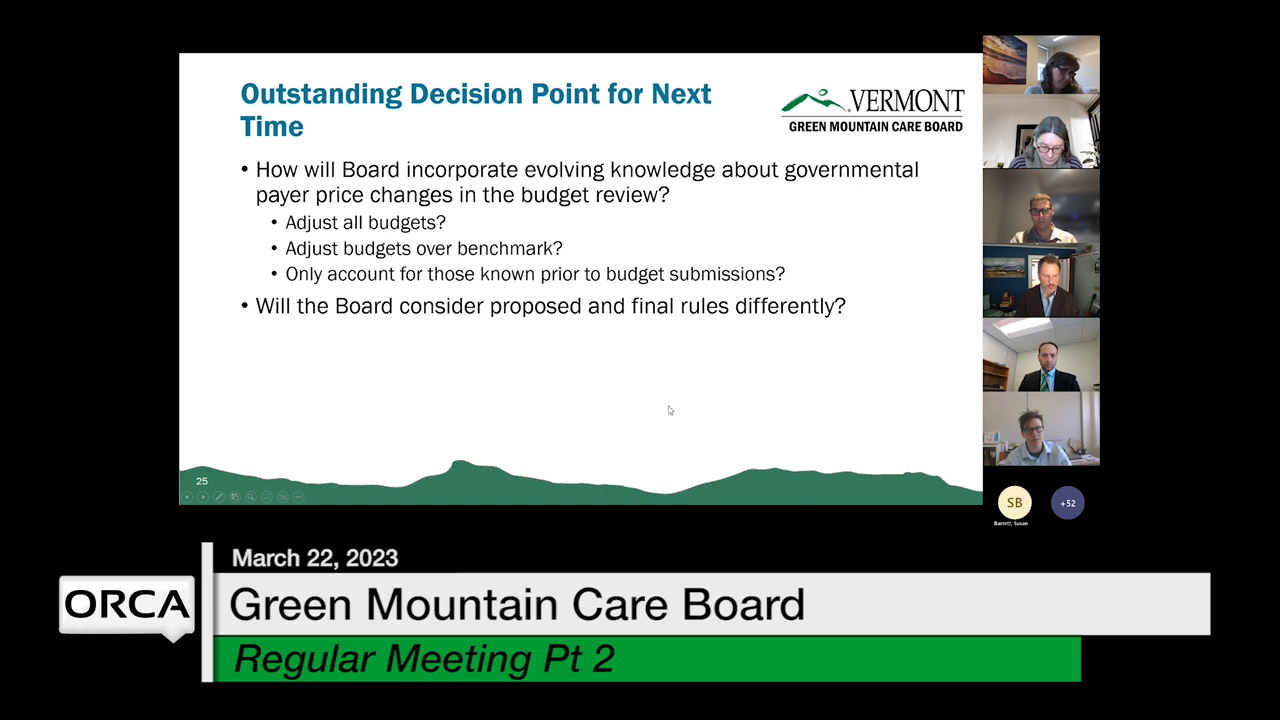 Outstanding Decision Point for Next
Time
VERMONT
GREEN MOUNTAIN CARE BOARD
• How will Board incorporate evolving knowledge about governmental
payer price changes in the budget review?
• Adjust all budgets?
• Adjust budgets over benchmark?
• Only account for those known prior to budget submissions?
• Will the Board consider proposed and final rules differently?
25
SB
+52
Barrett, Susan
March 22, 2023
ORCA
Green Mountain Care Board
Regular Meeting Pt 2